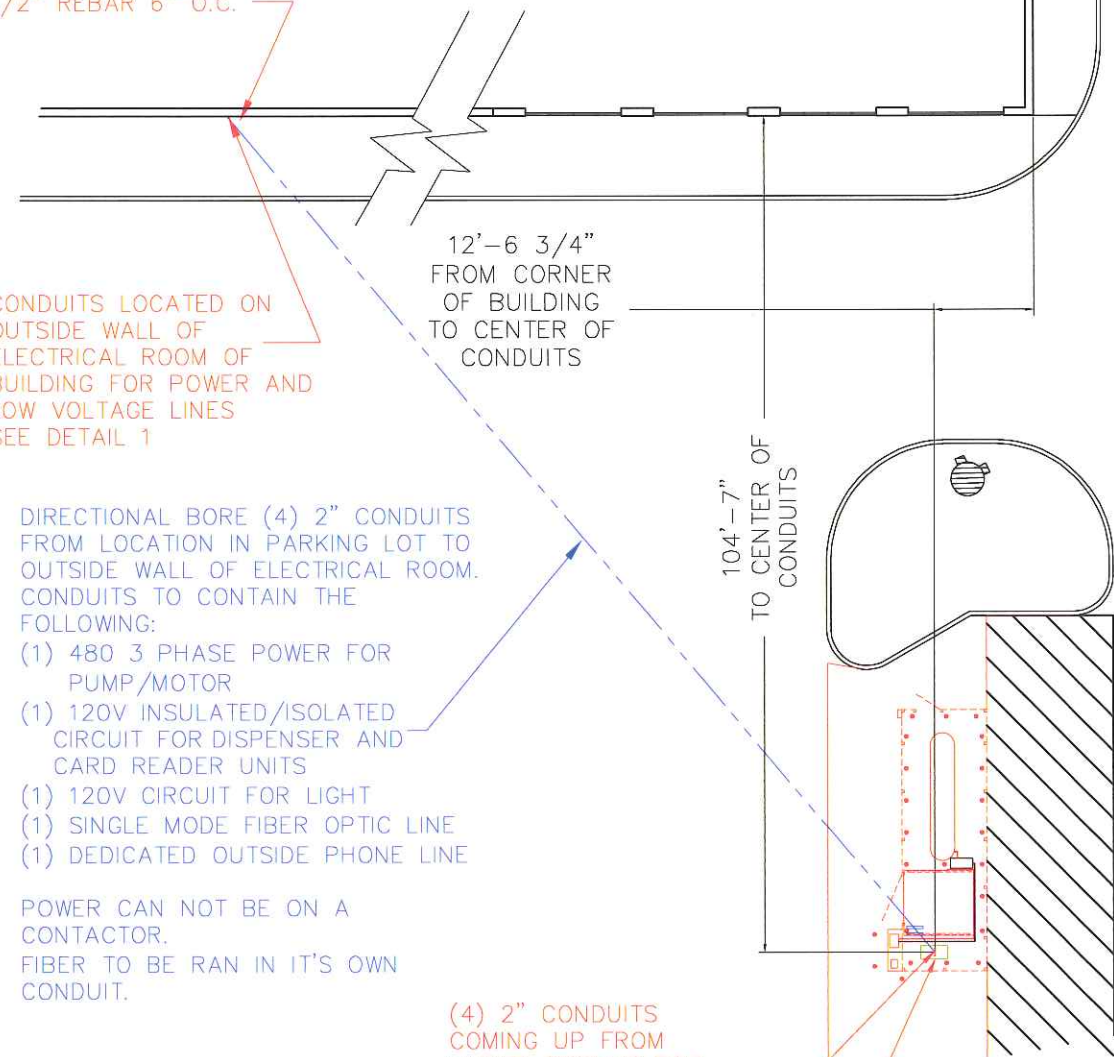 /2" REBAR 6" O.C.
12'-6 3/4"
FROM CORNER
OF BUILDING
TO CENTER OF
CONDUITS
CONDUITS LOCATED ON
OUTSIDE WALL OF
ELECTRICAL ROOM OF
BUILDING FOR POWER AND
LOW VOLTAGE LINES
SEE DETAIL 1
104'-7"
TO CENTER OF
CONDUITS
DIRECTIONAL BORE (4) 2" CONDUITS
FROM LOCATION IN PARKING LOT TO
OUTSIDE WALL OF ELECTRICAL ROOM.
CONDUITS TO CONTAIN THE
FOLLOWING:
(1) 480 3 PHASE POWER FOR
PUMP/MOTOR
(1) 120V INSULATED/ISOLATED
CIRCUIT FOR DISPENSER AND
CARD READER UNITS
(1) 120V CIRCUIT FOR LIGHT
(1) SINGLE MODE FIBER OPTIC LINE
(1) DEDICATED OUTSIDE PHONE LINE
POWER CAN NOT BE ON A
CONTACTOR.
FIBER TO BE RAN IN IT'S OWN
CONDUIT.
(4) 2" CONDUITS
COMING UP FROM